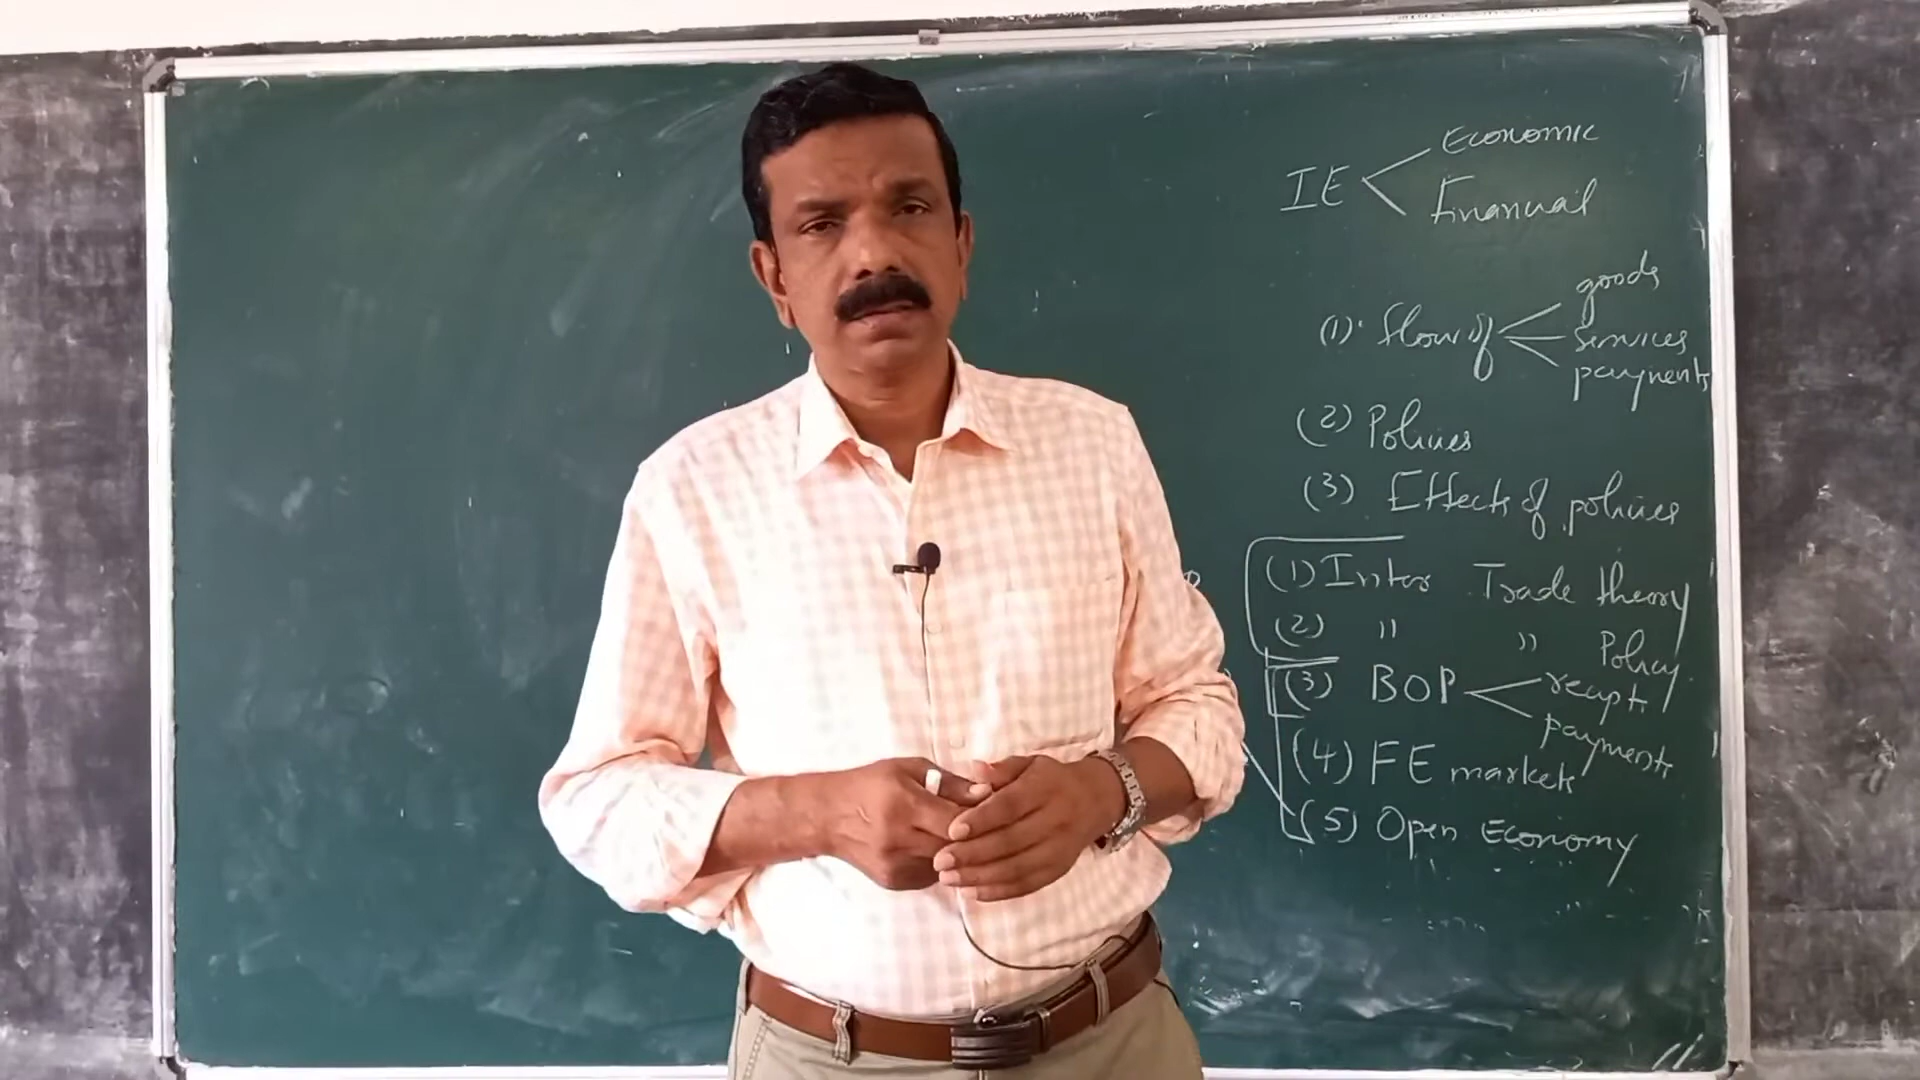 Economic
IE
Financial
goods
(1) flow of
services
payments
(2) Policies
(3) Effects of policies
(1) Inter Trade theory
(2) " " Policy
(3) BOP
receipts
payments
(4) FE markets
(5) Open Economy